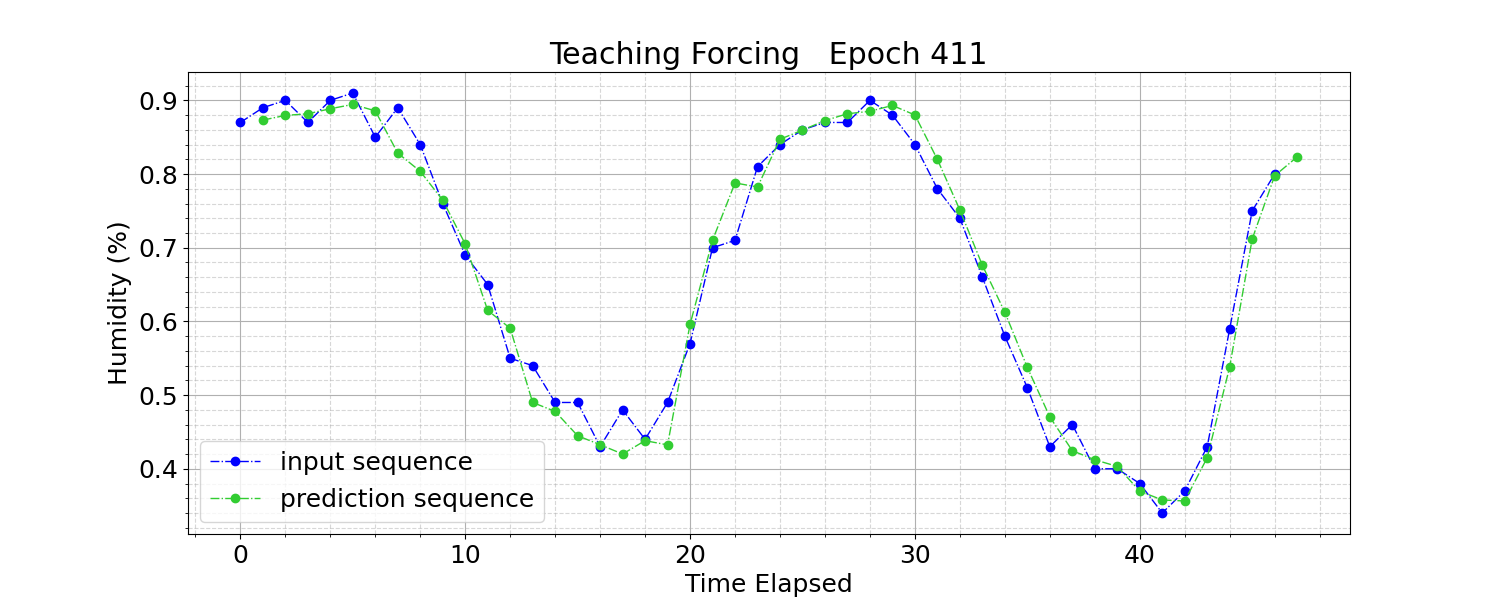 Teaching Forcing   Epoch 411
0.9
0.8
0.7
0.6
0.5
0.4
Humidity (%)
input sequence
prediction sequence
0 10 20 30 40
Time Elapsed